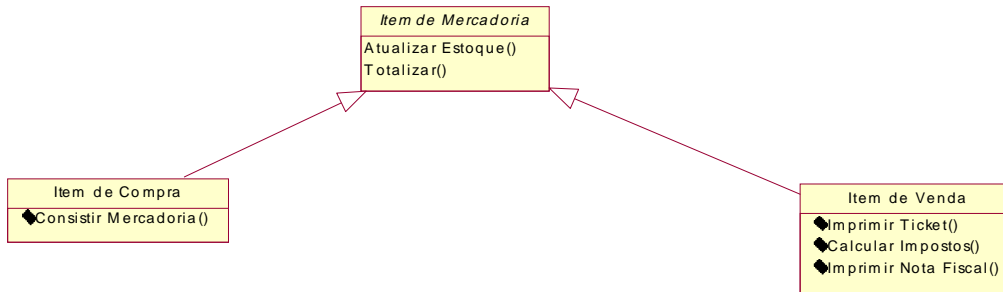 Item de Mercadoria
Atualizar Estoque()
Totalizar()
Item de Compra
Consistir Mercadoria()
Item de Venda
Imprimir Ticket()
Calcular Impostos()
Imprimir Nota Fiscal()